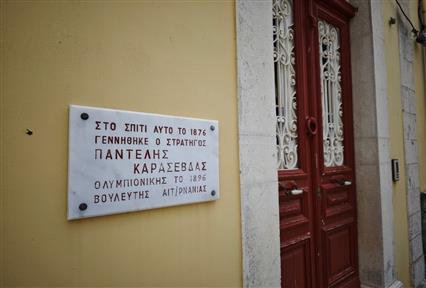 ΣΤΟ ΣΠΙΤΙ ΑΥΤΟ ΤΟ 1876
ΓΕΝΝΗΘΗΚΕ Ο ΣΤΡΑΤΗΓΟΣ
ΠΑΝΤΕΛΗΣ
ΚΑΡΑΣΕΒΔΑΣ
ΟΛΥΜΠΙΟΝΙΚΗΣ ΤΟ 1896
ΒΟΥΛΕΥΤΗΣ ΑΙΤ/ΡΝΑΝΙΑΣ